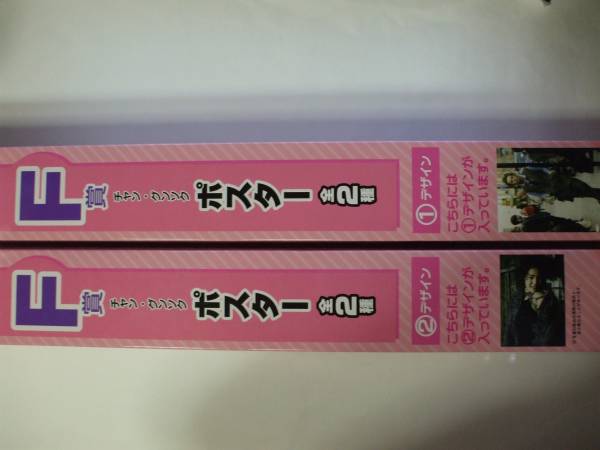 F賞
チャン・グンソク
ポスター
全2種
①デザイン
こちらには
①デザインが
入っています。
F賞
チャン・グンソク
ポスター
全2種
②デザイン
こちらには
②デザインが
入っています。